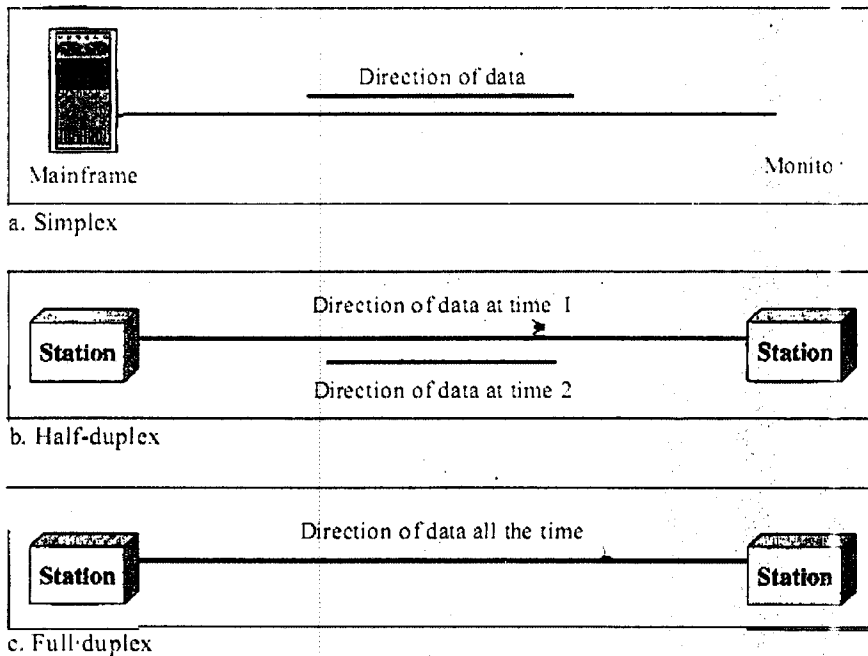 Direction of data
Mainframe
Monito
a. Simplex
Direction of data at time 1
Station
Station
Direction of data at time 2
b. Half-duplex
Direction of data all the time
Station
Station
c. Full·duplex